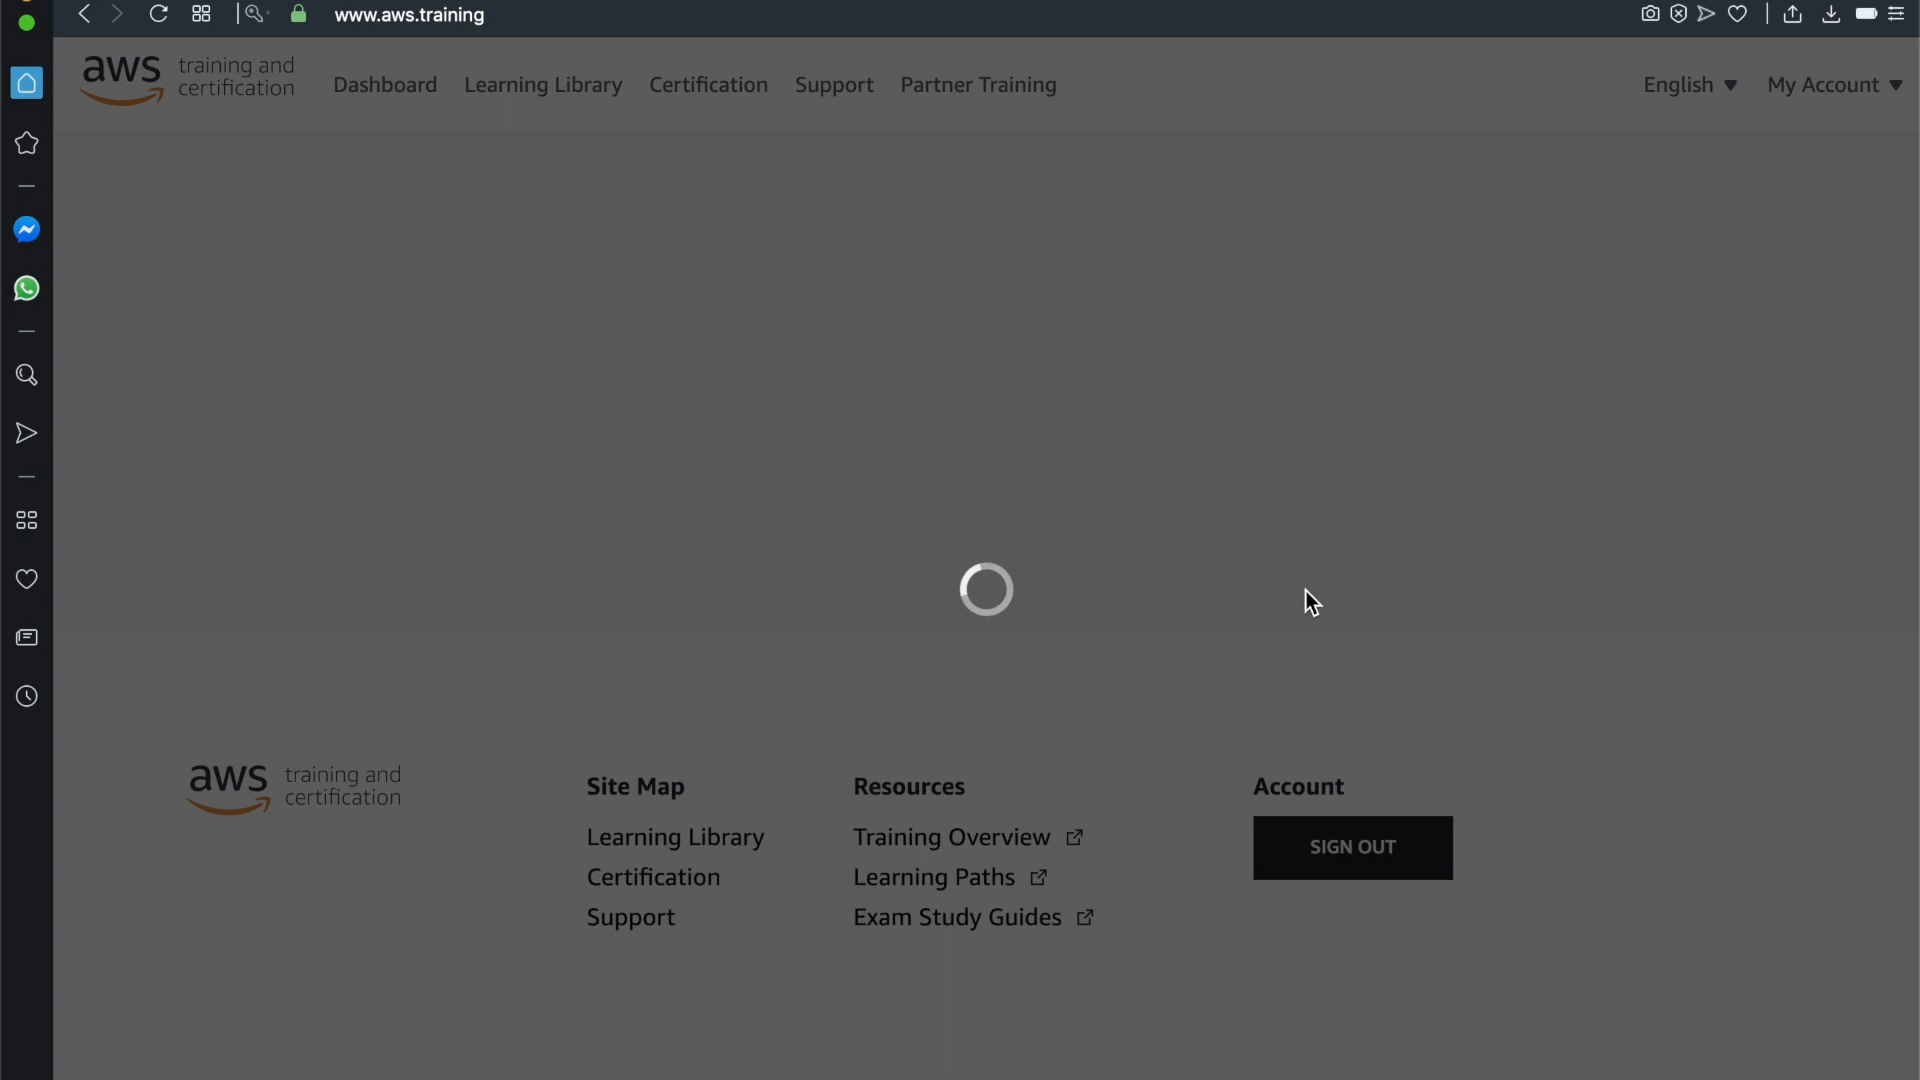 www.aws.training
aws training and certification
Dashboard Learning Library Certification Support Partner Training
English My Account
aws training and certification
Site Map
Learning Library
Certification
Support
Resources
Training Overview
Learning Paths
Exam Study Guides
Account
SIGN OUT